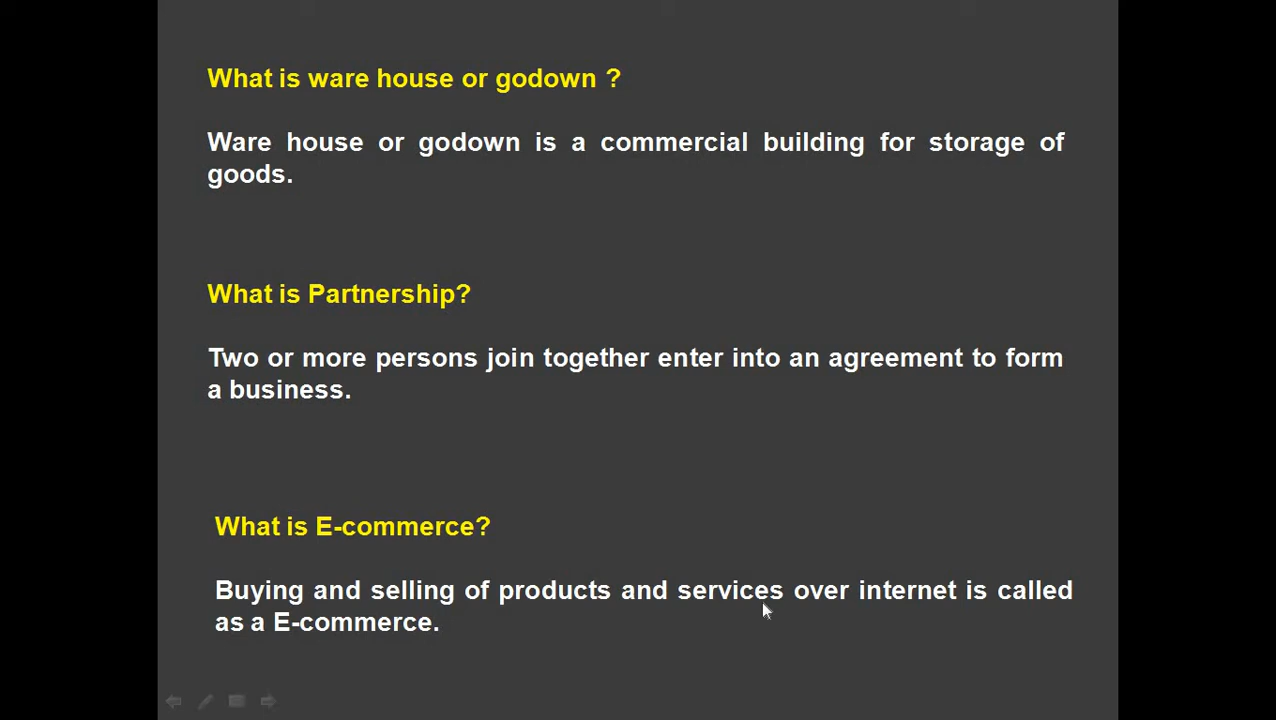 What is ware house or godown ?
Ware house or godown is a commercial building for storage of
goods.
What is Partnership?
Two or more persons join together enter into an agreement to form
a business.
What is E-commerce?
Buying and selling of products and services over internet is called
as a E-commerce.